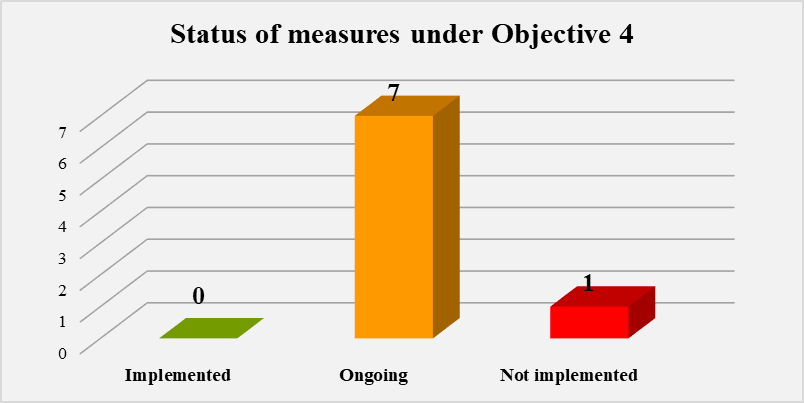 Status of measures under Objective 4
7
7
6
5
4
3
2
1
0
0
1
Implemented
Ongoing
Not implemented